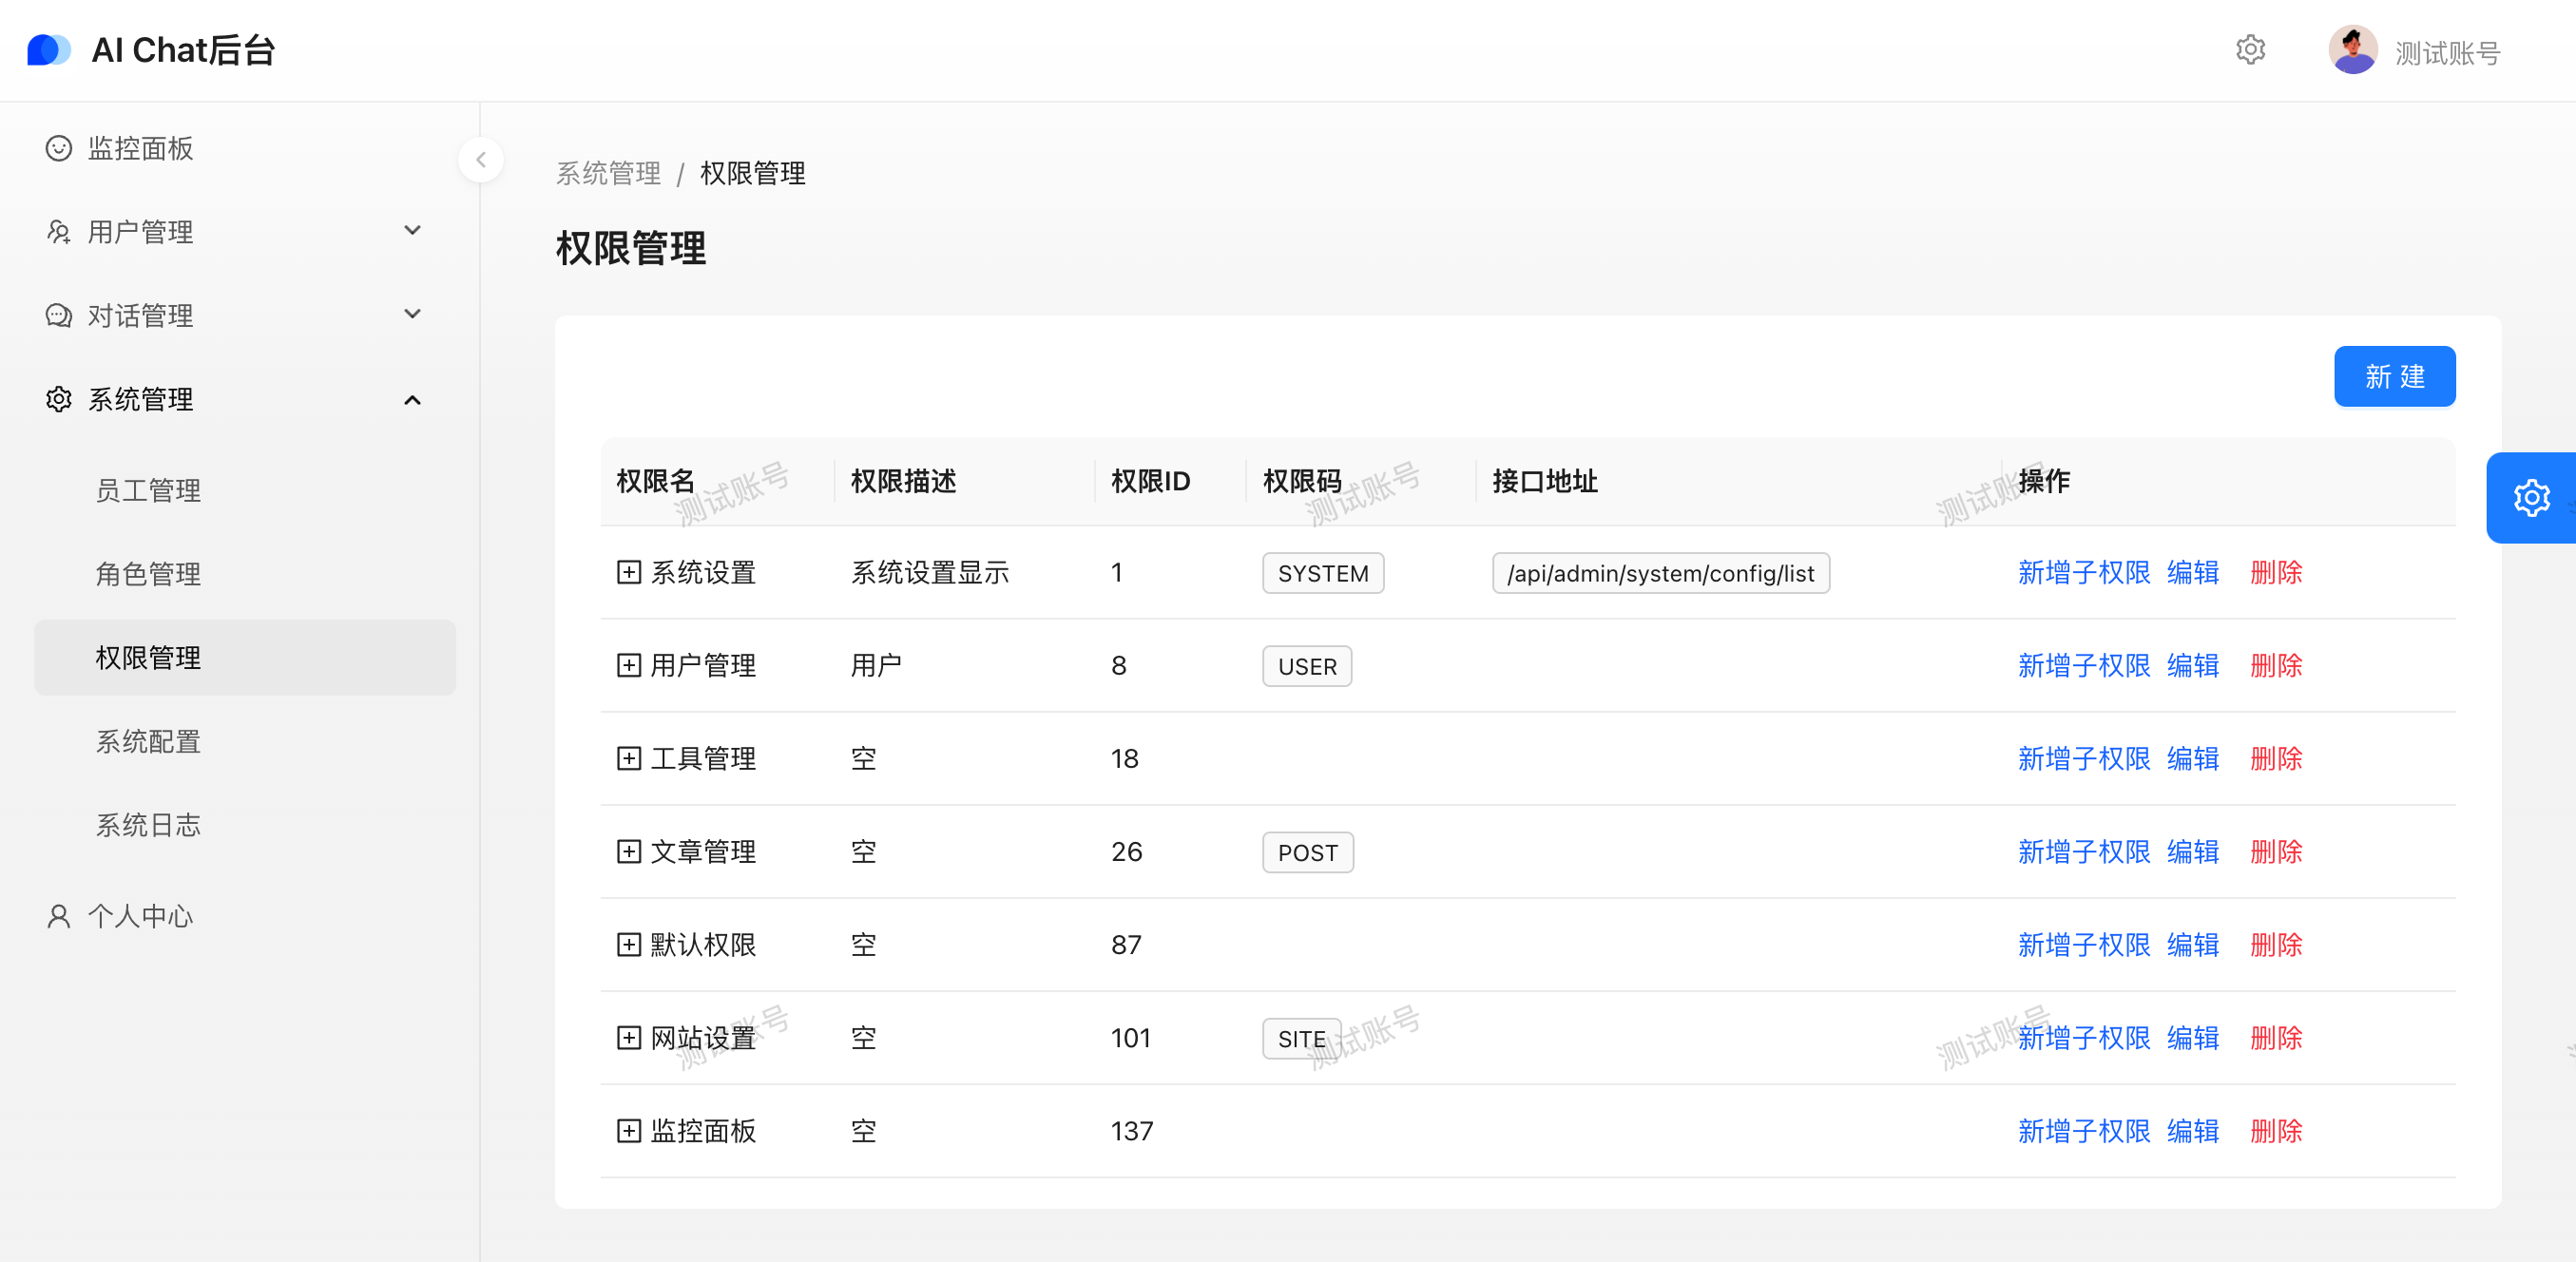 AI Chat后台
测试账号
监控面板
用户管理
对话管理
系统管理
员工管理
角色管理
权限管理
系统配置
系统日志
个人中心
系统管理 / 权限管理
权限管理
新 建
权限名 权限描述 权限ID 权限码 接口地址 操作
系统设置 系统设置显示 1 SYSTEM /api/admin/system/config/list 新增子权限 编辑 删除
用户管理 用户 8 USER 新增子权限 编辑 删除
工具管理 空 18 新增子权限 编辑 删除
文章管理 空 26 POST 新增子权限 编辑 删除
默认权限 空 87 新增子权限 编辑 删除
网站设置 空 101 SITE 新增子权限 编辑 删除
监控面板 空 137 新增子权限 编辑 删除
测试账号
测试账号
测试账号
测试账号
测试账号
测试账号